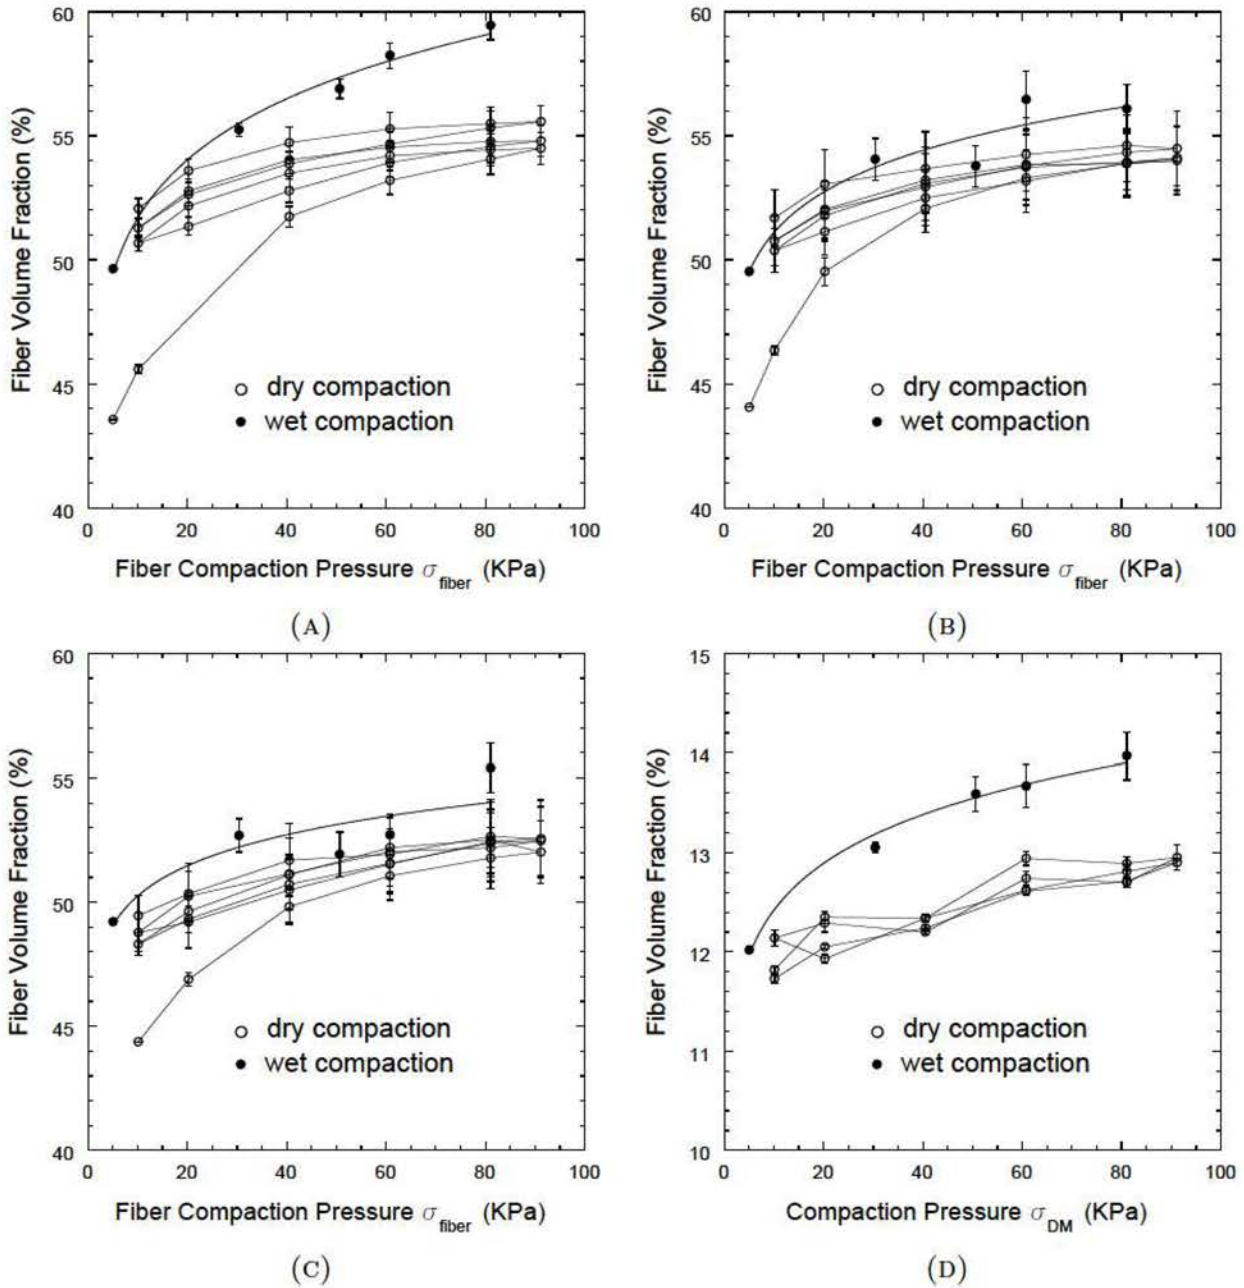 60
55
50
45
40
Fiber Volume Fraction (%)
dry compaction
wet compaction
0 20 40 60 80 100
Fiber Compaction Pressure σfiber (KPa)
(A)
60
55
50
45
40
Fiber Volume Fraction (%)
dry compaction
wet compaction
0 20 40 60 80 100
Fiber Compaction Pressure σfiber (KPa)
(B)
60
55
50
45
40
Fiber Volume Fraction (%)
dry compaction
wet compaction
0 20 40 60 80 100
Fiber Compaction Pressure σfiber (KPa)
(C)
15
14
13
12
11
10
Fiber Volume Fraction (%)
dry compaction
wet compaction
0 20 40 60 80 100
Compaction Pressure σDM (KPa)
(D)